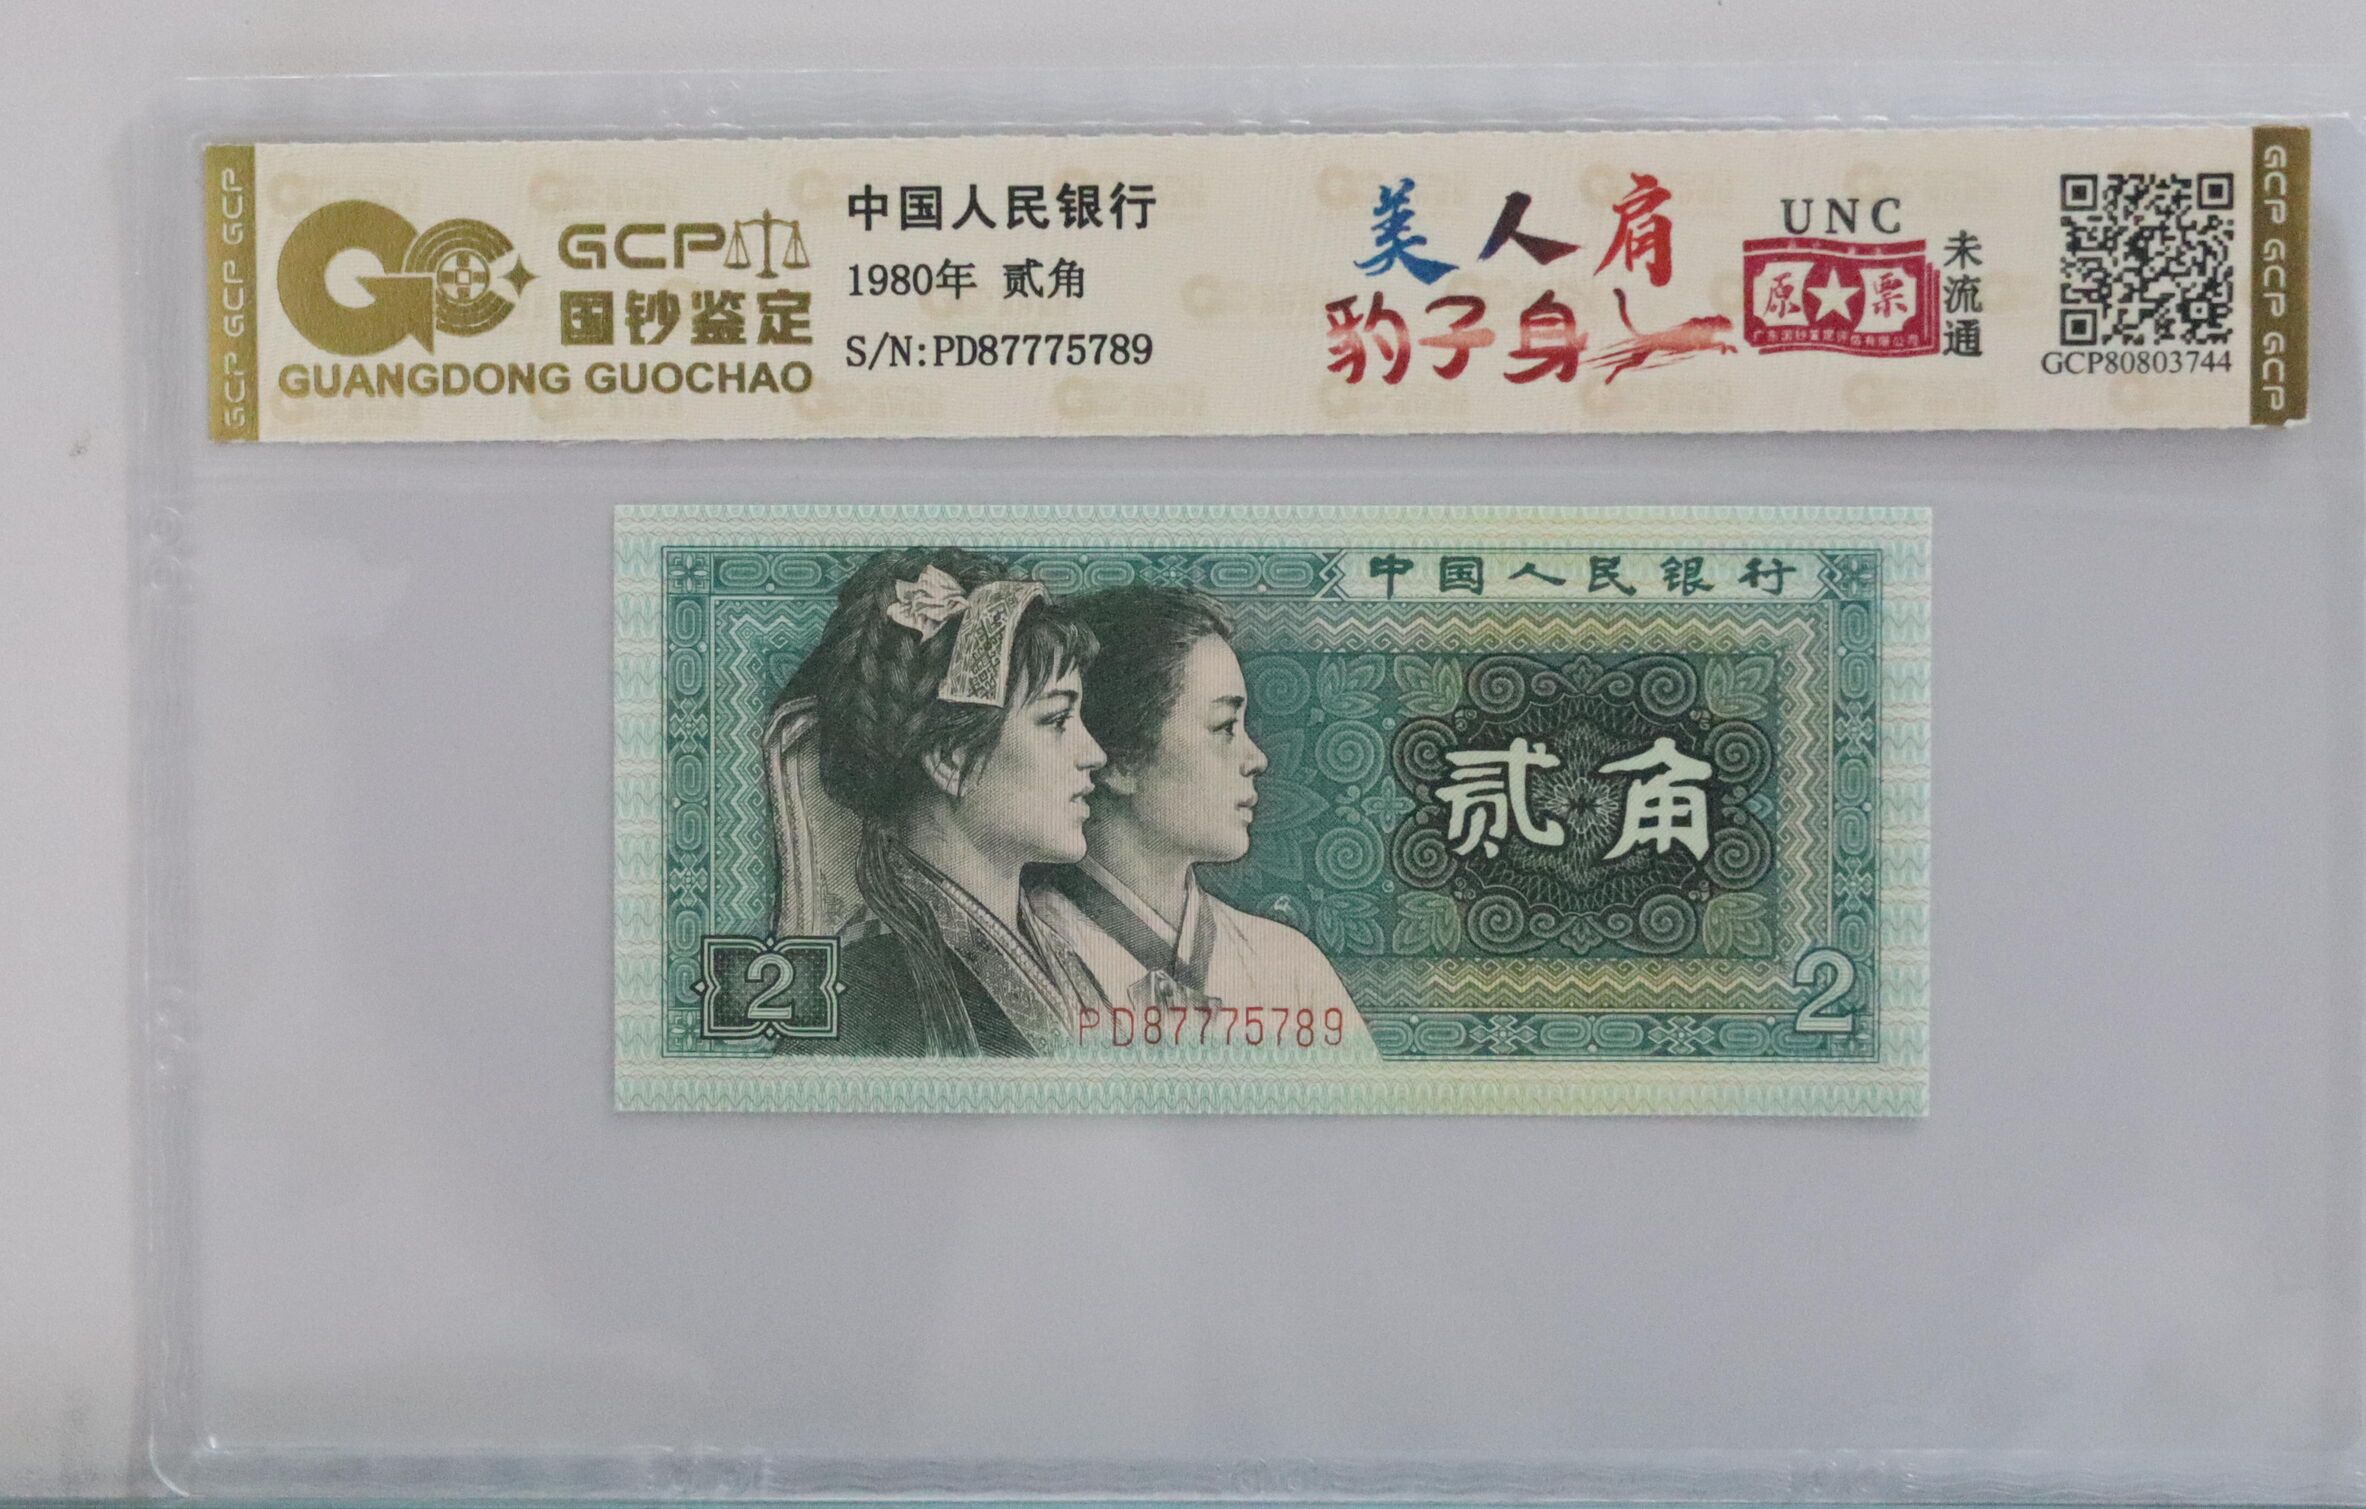 GCP GCP GCP
GCP
国钞鉴定
GUANGDONG GUOCHAO
中国人民银行
1980年 贰角
S/N:PD87775789
美人肩
豹子身
UNC
原票
未流通
GCP80803744
GCP GCP GCP
中国人民银行
贰角
2
PD87775789
2